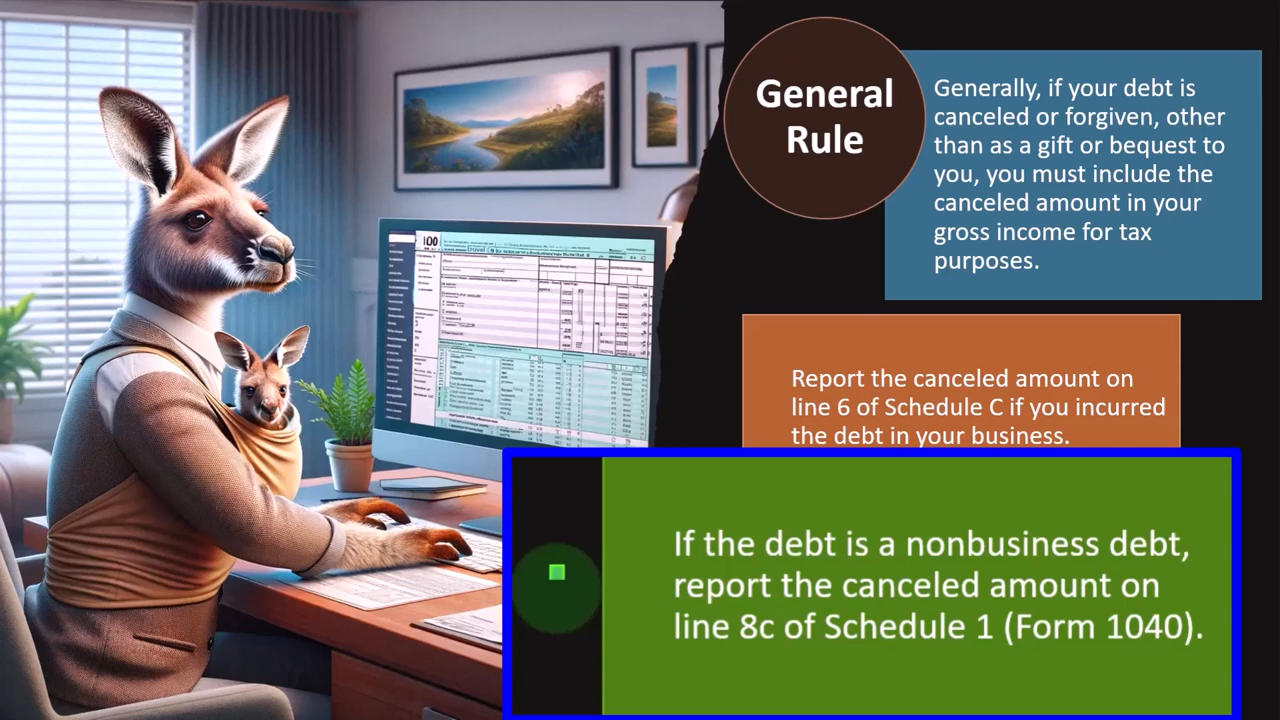 General
Rule
Generally, if your debt is
canceled or forgiven, other
than as a gift or bequest to
you, you must include the
canceled amount in your
gross income for tax
purposes.
Report the canceled amount on
line 6 of Schedule C if you incurred
the debt in your business.
If the debt is a nonbusiness debt,
report the canceled amount on
line 8c of Schedule 1 (Form 1040).
100